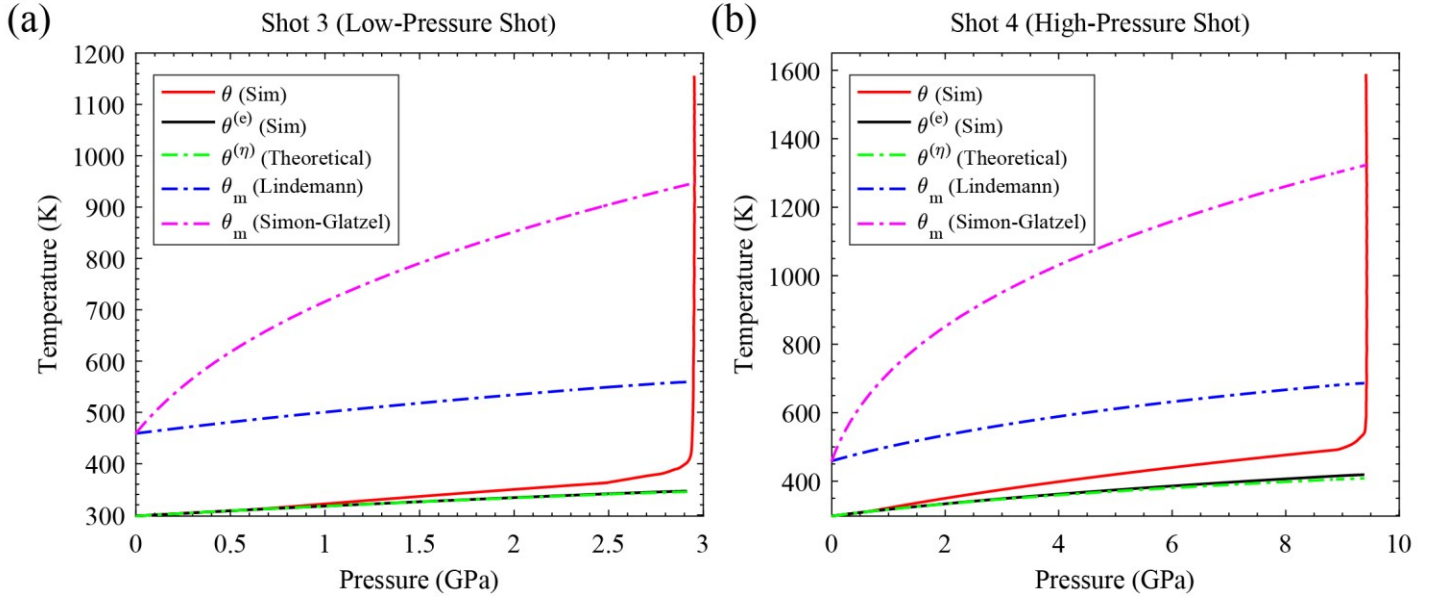 (a)
Shot 3 (Low-Pressure Shot)
1200
1100
1000
900
800
700
600
500
400
300
Temperature (K)
θ (Sim)
θ(e) (Sim)
θ(η) (Theoretical)
θm (Lindemann)
θm (Simon-Glatzel)
0
0.5
1
1.5
2
2.5
3
Pressure (GPa)
(b)
Shot 4 (High-Pressure Shot)
1600
1400
1200
1000
800
600
400
Temperature (K)
θ (Sim)
θ(e) (Sim)
θ(η) (Theoretical)
θm (Lindemann)
θm (Simon-Glatzel)
0
2
4
6
8
10
Pressure (GPa)